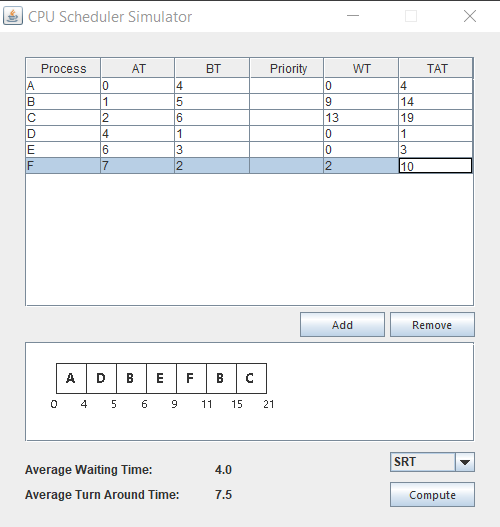 CPU Scheduler Simulator
Process AT BT Priority WT TAT
A 0 4 0 4
B 1 5 9 14
C 2 6 13 19
D 4 1 0 1
E 6 3 0 3
F 7 2 2 10
Add Remove
A D B E F B C
0 4 5 6 9 11 15 21
Average Waiting Time: 4.0 SRT
Average Turn Around Time: 7.5 Compute